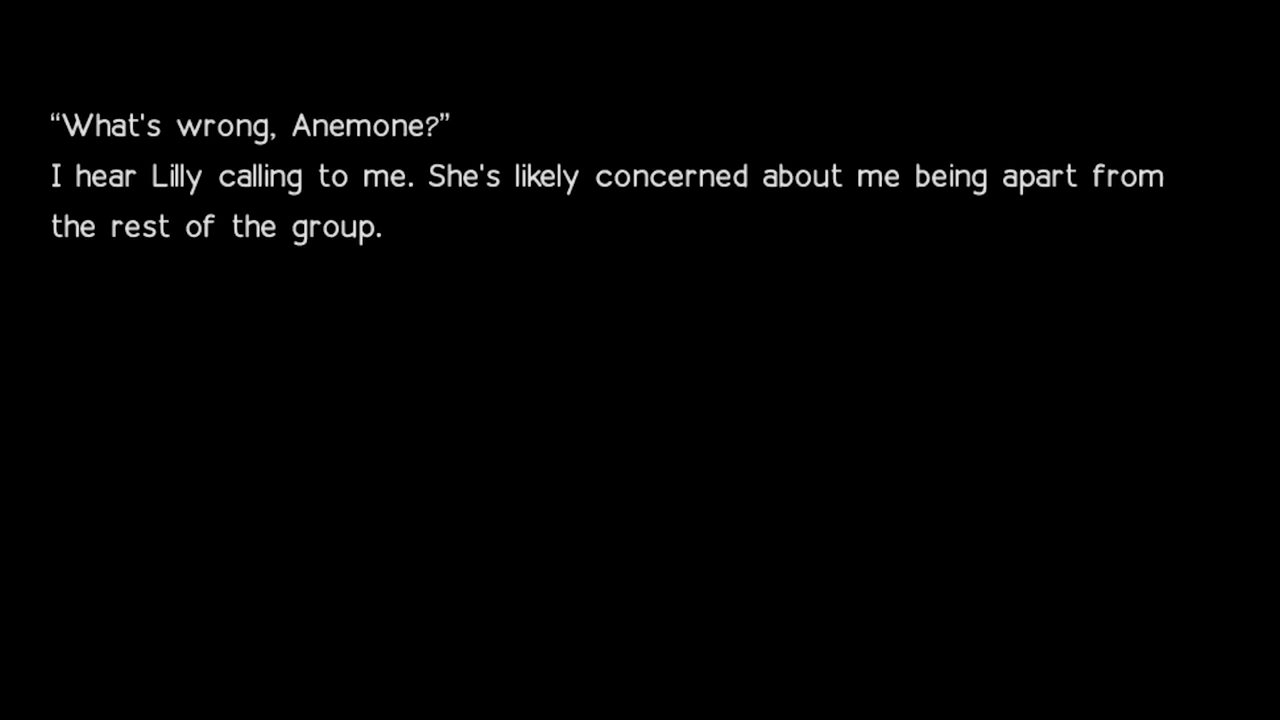 “What's wrong, Anemone?”
I hear Lilly calling to me. She's likely concerned about me being apart from
the rest of the group.